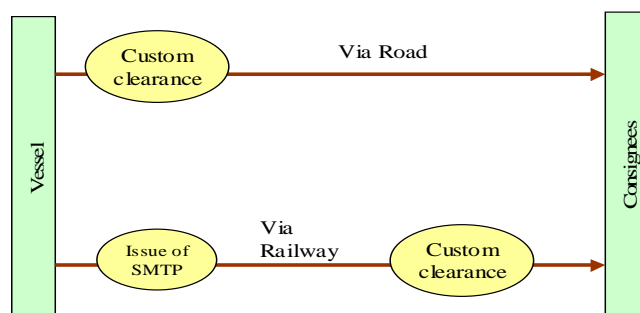 Vessel
Custom
clearance
Via Road
Issue of
SMTP
Via
Railway
Custom
clearance
Consignees